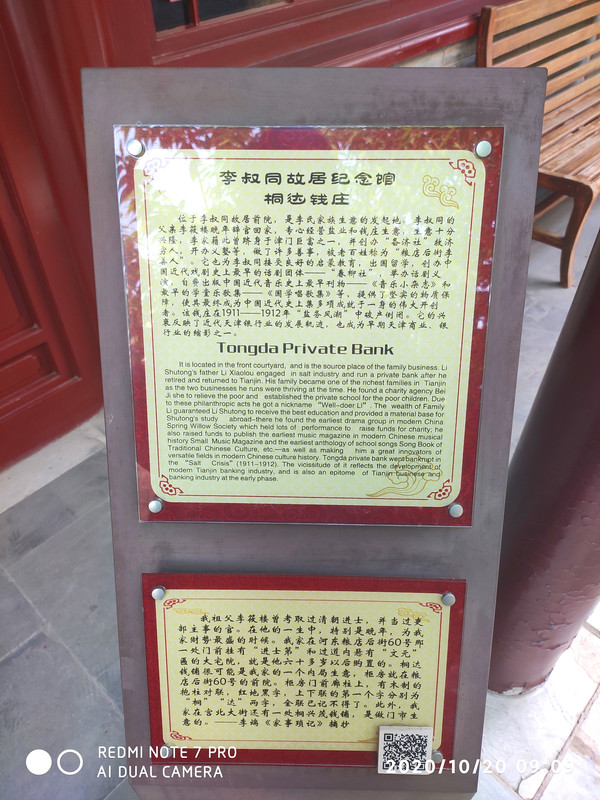 李叔同故居纪念馆
桐达钱庄
位于李叔同故居前院，是李氏家族生意的发起地。李叔同的
父亲李筱楼晚年辞官回家，专心经营盐业和钱庄生意，生意十分
兴隆，李家籍此曾跻身于津门巨富之一，并创办“备济社”救济
穷人，开办义塾等，做了许多善事，被老百姓称为“粮店后街李
善人”。它也为李叔同接受良好的启蒙教育，出国留学，创办中
国近代戏剧史上最早的话剧团体——“春柳社”，举办话剧义
演，自费出版中国近代音乐史上最早刊物——《音乐小杂志》和
最早的学堂乐歌集——《国学唱歌集》等，提供了坚实的物质保
障，使其最终成为中国近代史上集多项成就于一身的伟大开创
者。该钱庄在1911——1912年“盐务风潮”中破产倒闭。它的兴
衰反映了近代天津银行业的发展轨迹，也成为早期天津商业、银
行业的缩影之一。
Tongda Private Bank
It is located in the front courtyard, and is the source place of the family business. Li
Shutong's father Li Xiaolou engaged in salt industry and run a private bank after he
retired and returned to Tianjin. His family became one of the richest families in Tianjin
as the two businesses he runs were thriving at the time. He found a charity agency Bei
Ji she to relieve the poor and established the private school for the poor children. Due
to these philanthropic acts he got a nickname “Well-doer Li” . The wealth of Family
Li guaranteed Li Shutong to receive the best education and provided a material base for
Shutong's study abroad-there he found the earliest drama group in modern China
Spring Willow Society which held lots of performance to raise funds for charity; he
also raised funds to publish the earliest music magazine in modern Chinese musical
history Small Music Magazine and the earliest anthology of school songs Song Book of
Traditional Chinese Culture, etc.—as well as making him a great innovators of
versatile fields in modern Chinese culture history. Tongda private bank went bankrupt in
the “Salt Crisis” (1911-1912). The vicissitude of it reflects the development of
modern Tianjin banking industry, and is also an epitome of Tianjin business and
banking industry at the early phase.
我祖父李筱楼曾考取过清朝进士，并当过吏
部主事的官。在他的一生中，特别是晚年，为我
家财势最盛的时候。我家在河东粮店后街60号那
一处门前挂有“进士第”和过道内悬有“文元”
匾的大宅院，就是他六十多岁以后购置的。桐达
钱铺很可能是我家的一个内局生意，柜房就在粮
店后街60号的前院。柜房门前两柱上，有木制的
抱柱对联，红地黑字，上下联的第一个字分别为
“桐”“达”两字，全联已记不得了。此外，我
家在宫北大街还有一处桐兴茂钱铺，是做门市生
意的。——李端《家事琐记》摘抄
REDMI NOTE 7 PRO
AI DUAL CAMERA
2020/10/20 09:09